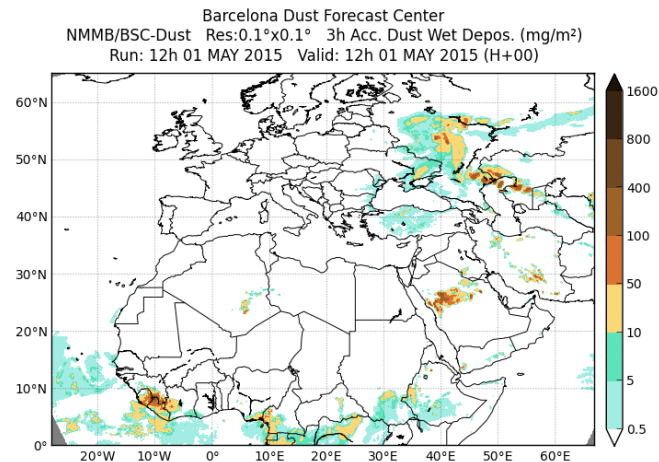 Barcelona Dust Forecast Center
NMMB/BSC-Dust Res:0.1°x0.1° 3h Acc. Dust Wet Depos. (mg/m²)
Run: 12h 01 MAY 2015 Valid: 12h 01 MAY 2015 (H+00)
60°N
50°N
40°N
30°N
20°N
10°N
0°
20°W
10°W
0°
10°E
20°E
30°E
40°E
50°E
60°E
1600
800
400
100
50
10
5
0.5